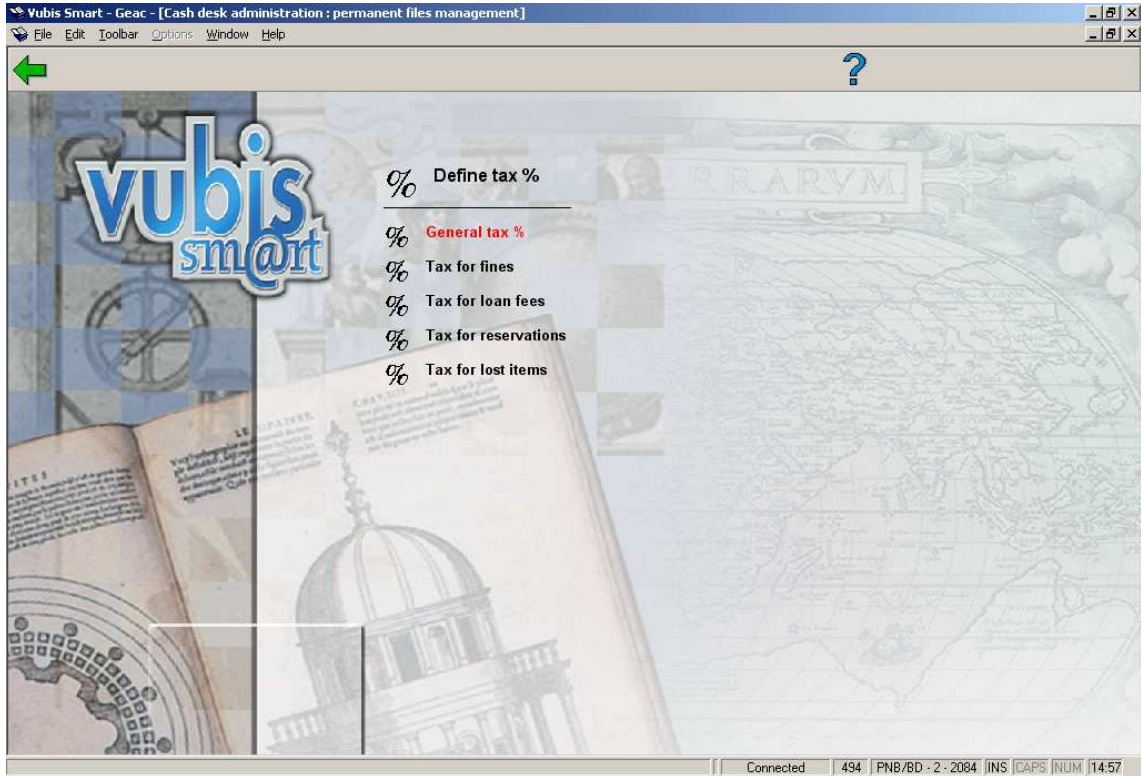 Vubis Smart - Geac - [Cash desk administration : permanent files management]
File Edit Toolbar Options Window Help
?
vubis
sm@rt
RRARVM
% Define tax %
% General tax %
% Tax for fines
% Tax for loan fees
% Tax for reservations
% Tax for lost items
Connected 494 PNB/BD - 2 - 2084 INS CAPS NUM 14:57